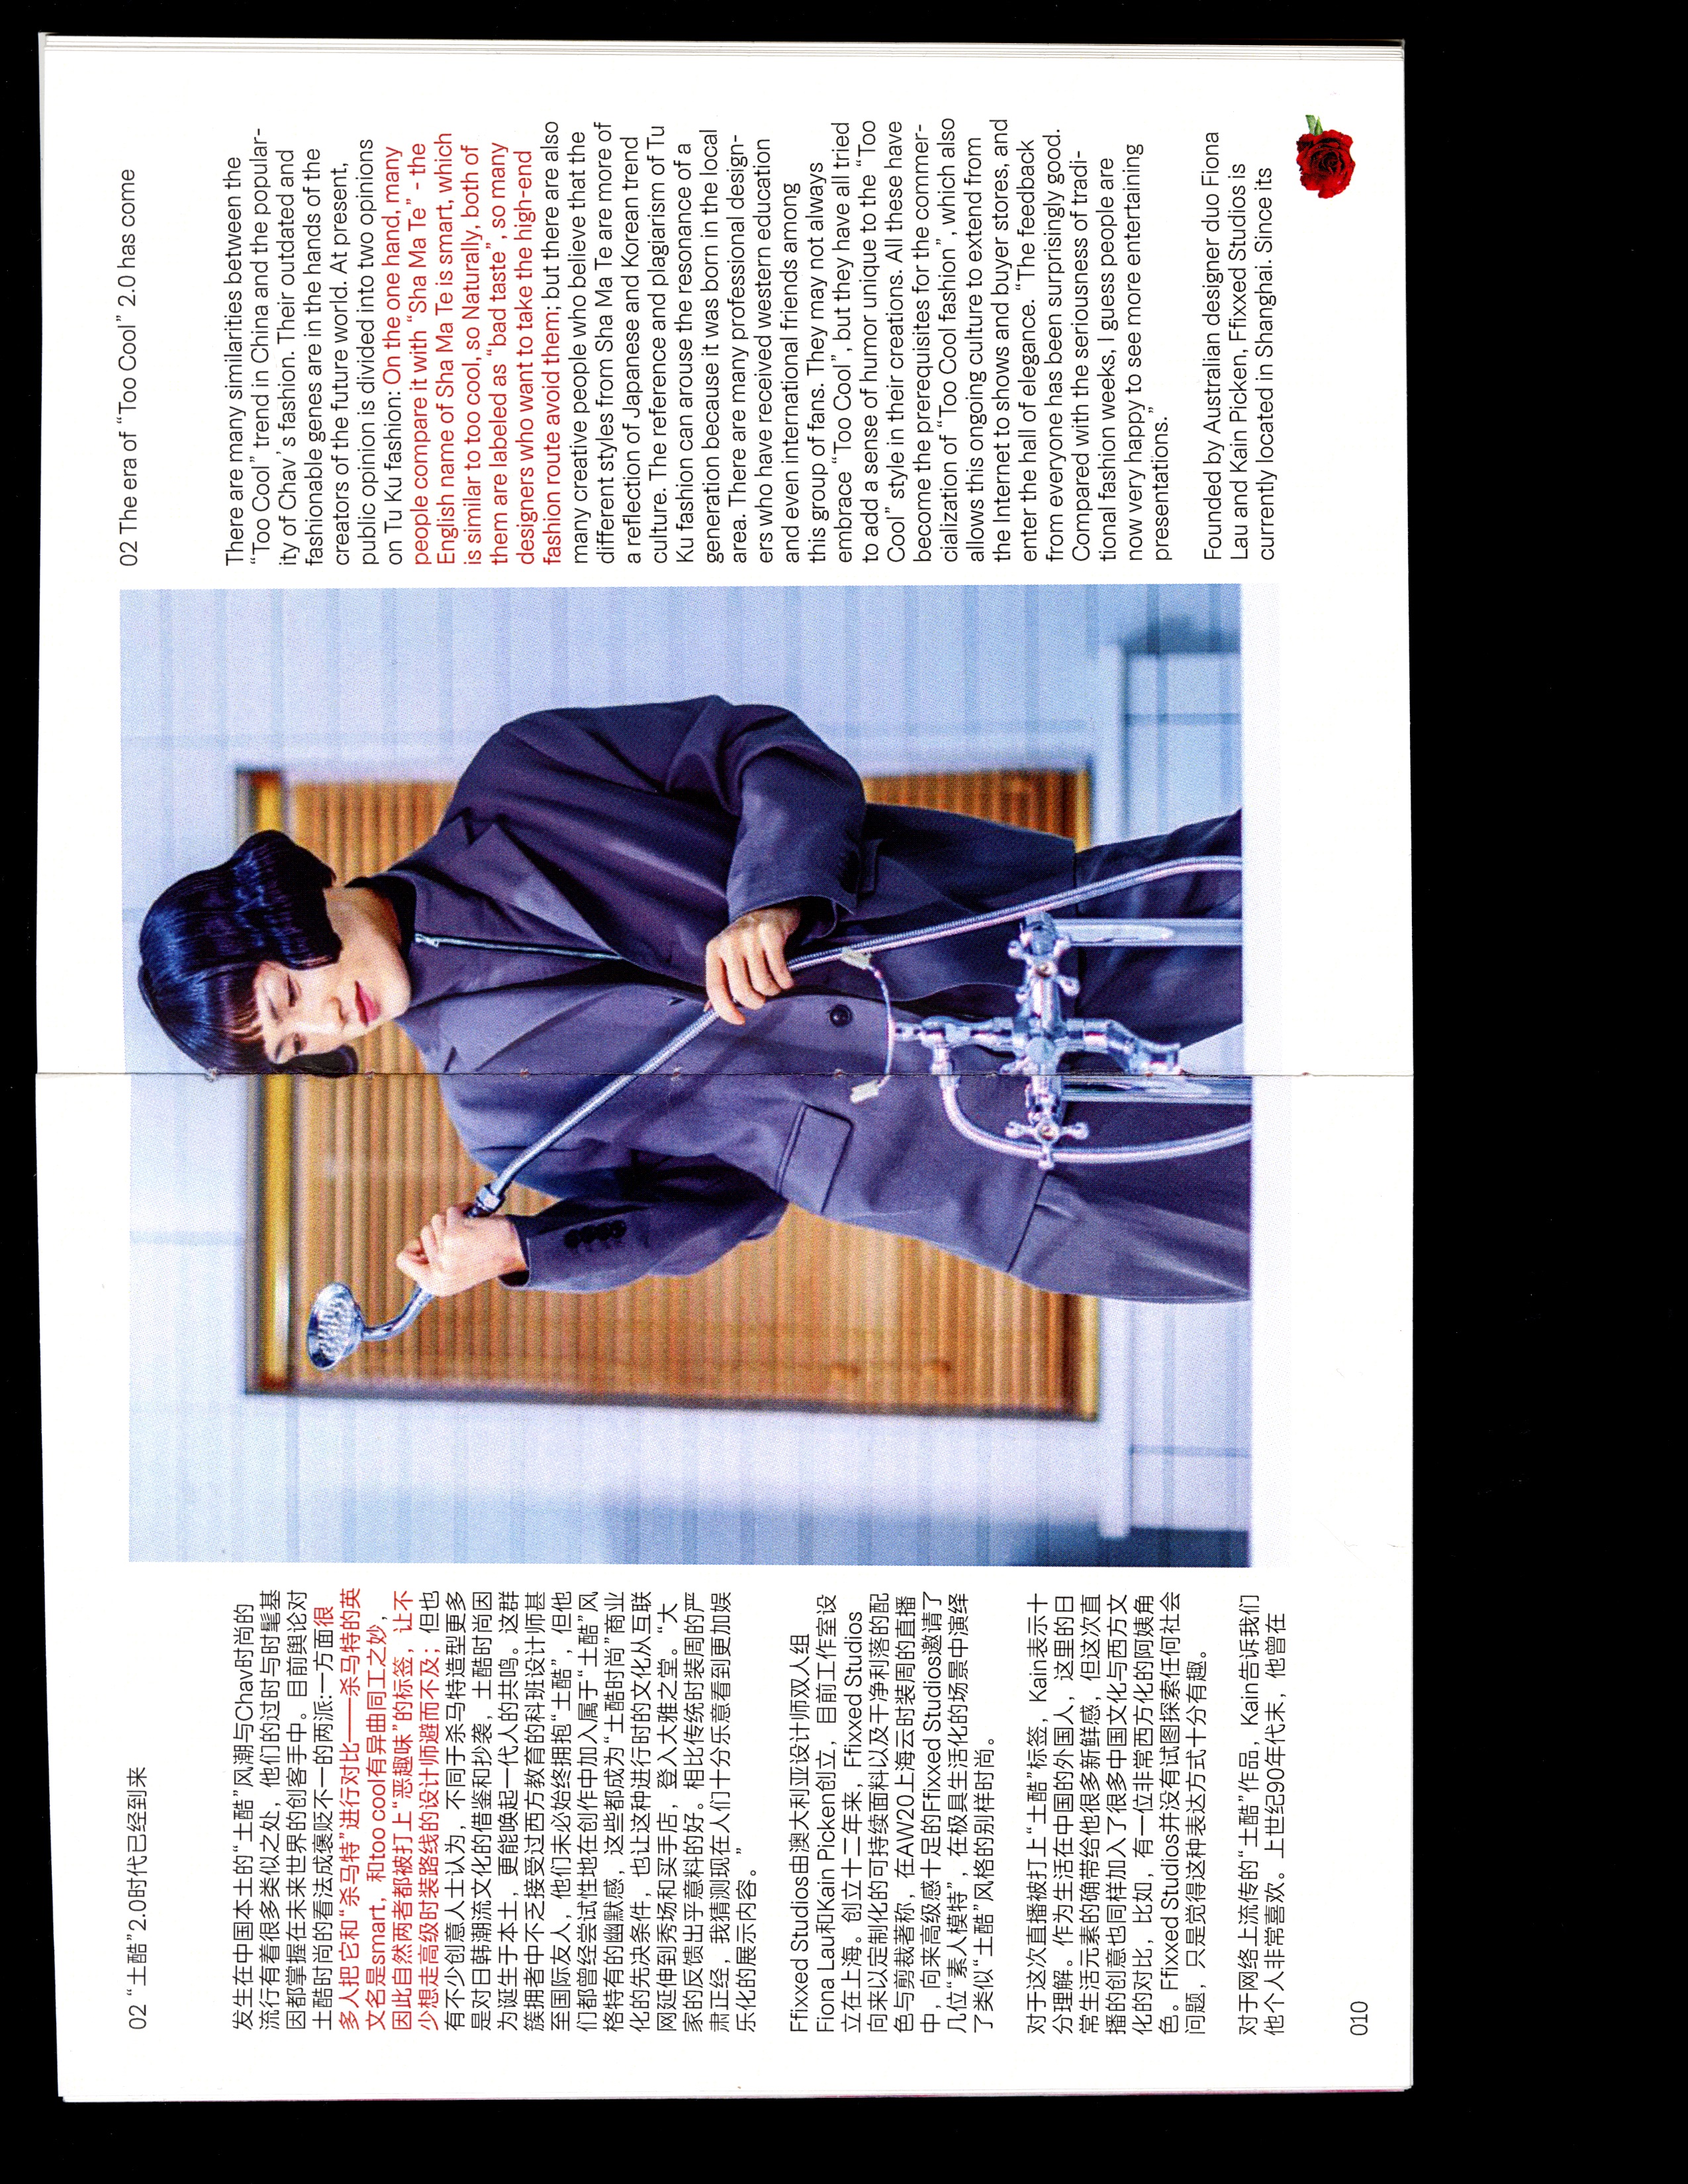 02 “土酷”2.0时代已经到来
发生在中国本土的“土酷”风潮与Chav时尚的
流行有着很多类似之处，他们的过时与时髦基
因都掌握在未来世界的创客手中。目前舆论对
土酷时尚的看法成褒贬不一的两派:一方面很
多人把它和“杀马特”进行对比——杀马特的英
文名是smart，和too cool有异曲同工之妙，
因此自然两者都被打上“恶趣味”的标签，让不
少想走高级时装路线的设计师避而不及；但也
有不少创意人士认为，不同于杀马特造型更多
是对日韩潮流文化的借鉴和抄袭，土酷时尚因
为诞生于本土，更能唤起一代人的共鸣。这群
簇拥者中不乏接受过西方教育的科班设计师甚
至国际友人，他们未必始终拥抱“土酷”，但他
们都曾经尝试性地在创作中加入属于“土酷”风
格特有的幽默感，这些都成为“土酷时尚”商业
化的先决条件，也让这种进行时的文化从互联
网延伸到秀场和买手店，登入大雅之堂。“大
家的反馈出乎意料的好。相比传统时装周的严
肃正经，我猜测现在人们十分乐意看到更加娱
乐化的展示内容。”
Ffixxed Studios由澳大利亚设计师双人组
Fiona Lau和Kain Picken创立，目前工作室设
立在上海。创立十二年来，Ffixxed Studios
向来以定制化的可持续面料以及干净利落的配
色与剪裁著称，在AW20上海云时装周的直播
中，向来高级感十足的Ffixxed Studios邀请了
几位“素人模特”，在极具生活化的场景中演绎
了类似“土酷”风格的别样时尚。
对于这次直播被打上“土酷”标签，Kain表示十
分理解。作为生活在中国的外国人，这里的日
常生活元素的确带给他很多新鲜感，但这次直
播的创意也同样加入了很多中国文化与西方文
化的对比，比如，有一位非常西方化的阿姨角
色。Ffixxed Studios并没有试图探索任何社会
问题，只是觉得这种表达方式十分有趣。
对于网络上流传的“土酷”作品，Kain告诉我们
他个人非常喜欢。上世纪90年代末，他曾在
010
02 The era of “Too Cool” 2.0 has come
There are many similarities between the
“Too Cool” trend in China and the popular-
ity of Chav’s fashion. Their outdated and
fashionable genes are in the hands of the
creators of the future world. At present,
public opinion is divided into two opinions
on Tu Ku fashion: On the one hand, many
people compare it with “Sha Ma Te” - the
English name of Sha Ma Te is smart, which
is similar to too cool, so Naturally, both of
them are labeled as “bad taste”, so many
designers who want to take the high-end
fashion route avoid them; but there are also
many creative people who believe that the
different styles from Sha Ma Te are more of
a reflection of Japanese and Korean trend
culture. The reference and plagiarism of Tu
Ku fashion can arouse the resonance of a
generation because it was born in the local
area. There are many professional design-
ers who have received western education
and even international friends among
this group of fans. They may not always
embrace “Too Cool”, but they have all tried
to add a sense of humor unique to the “Too
Cool” style in their creations. All these have
become the prerequisites for the commer-
cialization of “Too Cool fashion”, which also
allows this ongoing culture to extend from
the Internet to shows and buyer stores, and
enter the hall of elegance. “The feedback
from everyone has been surprisingly good.
Compared with the seriousness of tradi-
tional fashion weeks, I guess people are
now very happy to see more entertaining
presentations.”
Founded by Australian designer duo Fiona
Lau and Kain Picken, Ffixxed Studios is
currently located in Shanghai. Since its